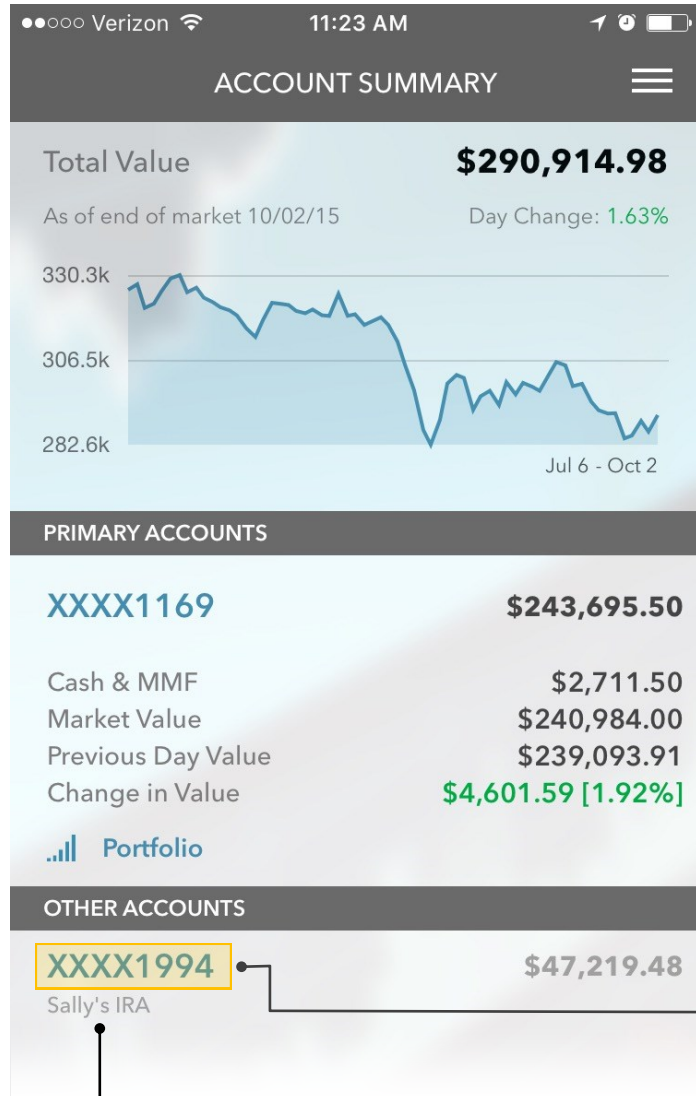 Verizon 11:23 AM
ACCOUNT SUMMARY
Total Value $290,914.98
As of end of market 10/02/15 Day Change: 1.63%
330.3k
306.5k
282.6k
Jul 6 - Oct 2
PRIMARY ACCOUNTS
XXXX1169 $243,695.50
Cash & MMF $2,711.50
Market Value $240,984.00
Previous Day Value $239,093.91
Change in Value $4,601.59 [1.92%]
Portfolio
OTHER ACCOUNTS
XXXX1994 $47,219.48
Sally's IRA